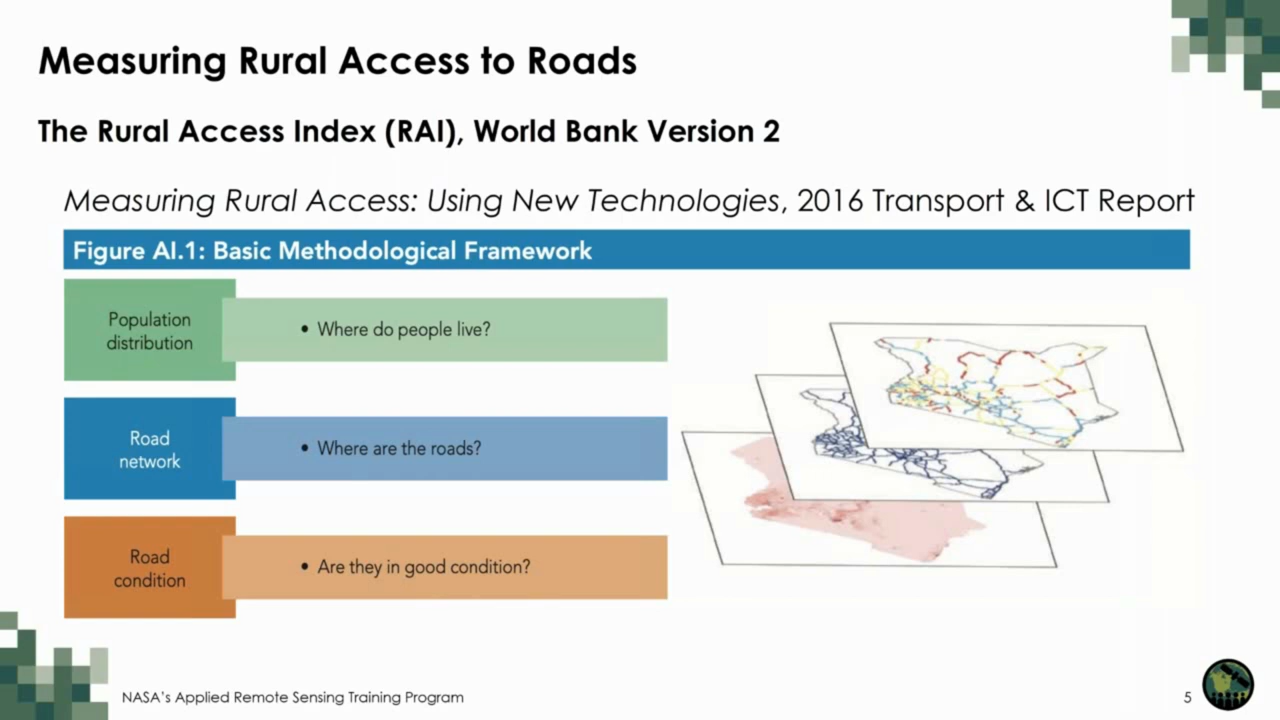 Measuring Rural Access to Roads
The Rural Access Index (RAI), World Bank Version 2
Measuring Rural Access: Using New Technologies, 2016 Transport & ICT Report
Figure AI.1: Basic Methodological Framework
Population
distribution
• Where do people live?
Road
network
• Where are the roads?
Road
condition
• Are they in good condition?
NASA's Applied Remote Sensing Training Program
5